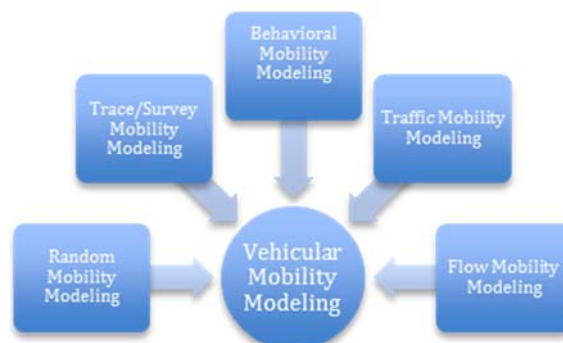 Behavioral
Mobility
Modeling
Trace/Survey
Mobility
Modeling
Traffic Mobility
Modeling
Random
Mobility
Modeling
Vehicular
Mobility
Modeling
Flow Mobility
Modeling